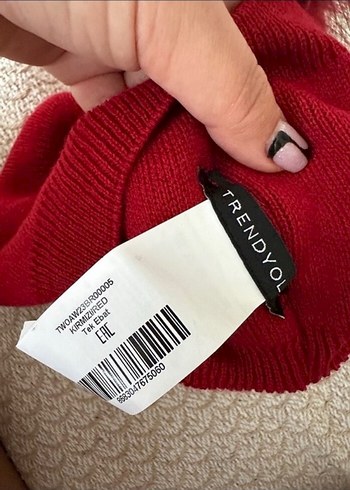 TRENDYOL
TWOAW23BR00005
KIRMIZI/RED
Tek Ebat
EAC
8683047675060